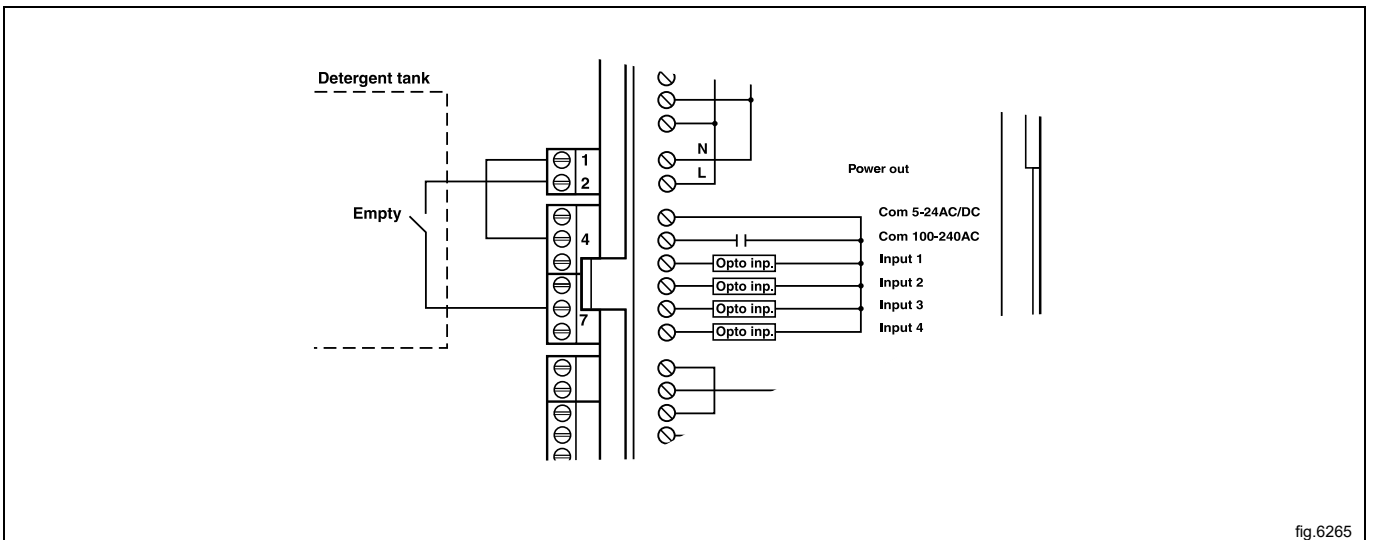 Detergent tank
1
N
Power out
L
2
Empty
Com 5-24AC/DC
4
Com 100-240AC
Opto inp.
Input 1
Opto inp.
Input 2
Opto inp.
Input 3
7
Opto inp.
Input 4
fig.6265